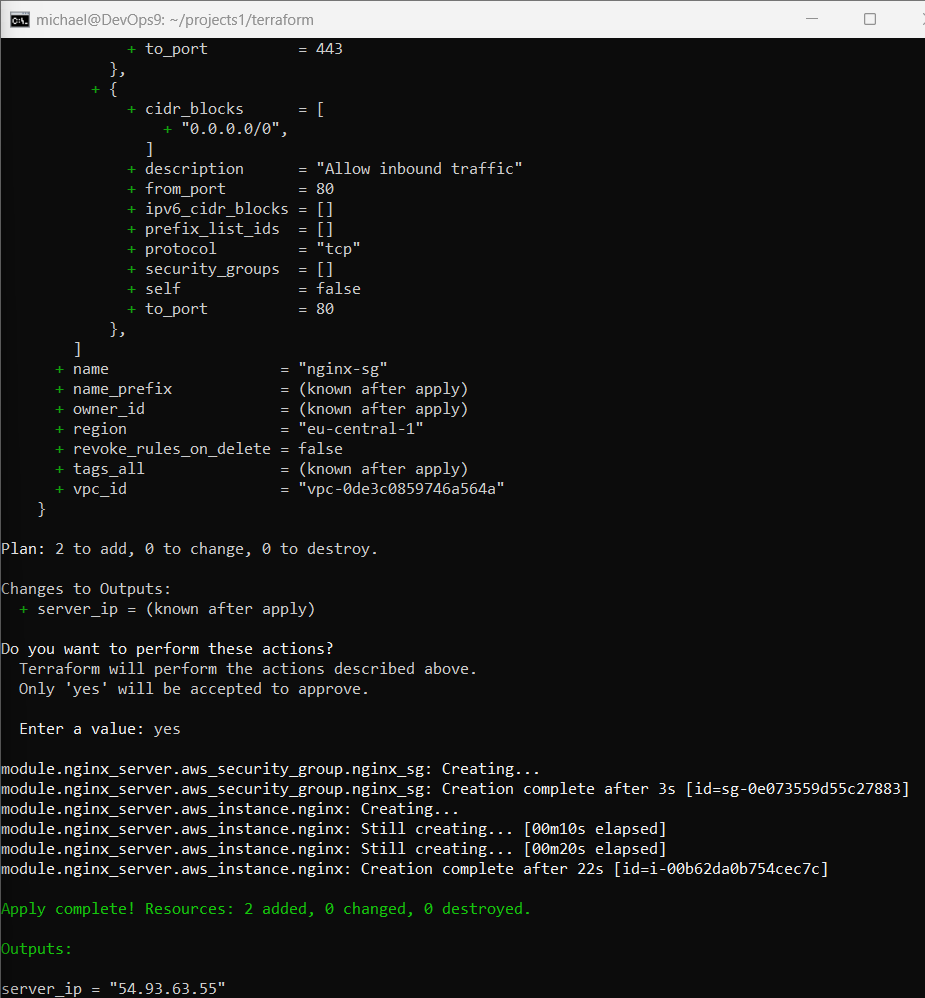 michael@DevOps9: ~/projects1/terraform
+ to_port          = 443
},
+ {
+ cidr_blocks      = [
+ "0.0.0.0/0",
]
+ description      = "Allow inbound traffic"
+ from_port        = 80
+ ipv6_cidr_blocks = []
+ prefix_list_ids  = []
+ protocol         = "tcp"
+ security_groups  = []
+ self             = false
+ to_port          = 80
},
]
+ name                   = "nginx-sg"
+ name_prefix            = (known after apply)
+ owner_id               = (known after apply)
+ region                 = "eu-central-1"
+ revoke_rules_on_delete = false
+ tags_all               = (known after apply)
+ vpc_id                 = "vpc-0de3c0859746a564a"
}
Plan: 2 to add, 0 to change, 0 to destroy.
Changes to Outputs:
+ server_ip = (known after apply)
Do you want to perform these actions?
Terraform will perform the actions described above.
Only 'yes' will be accepted to approve.
Enter a value: yes
module.nginx_server.aws_security_group.nginx_sg: Creating...
module.nginx_server.aws_security_group.nginx_sg: Creation complete after 3s [id=sg-0e073559d55c27883]
module.nginx_server.aws_instance.nginx: Creating...
module.nginx_server.aws_instance.nginx: Still creating... [00m10s elapsed]
module.nginx_server.aws_instance.nginx: Still creating... [00m20s elapsed]
module.nginx_server.aws_instance.nginx: Creation complete after 22s [id=i-00b62da0b754cec7c]
Apply complete! Resources: 2 added, 0 changed, 0 destroyed.
Outputs:
server_ip = "54.93.63.55"